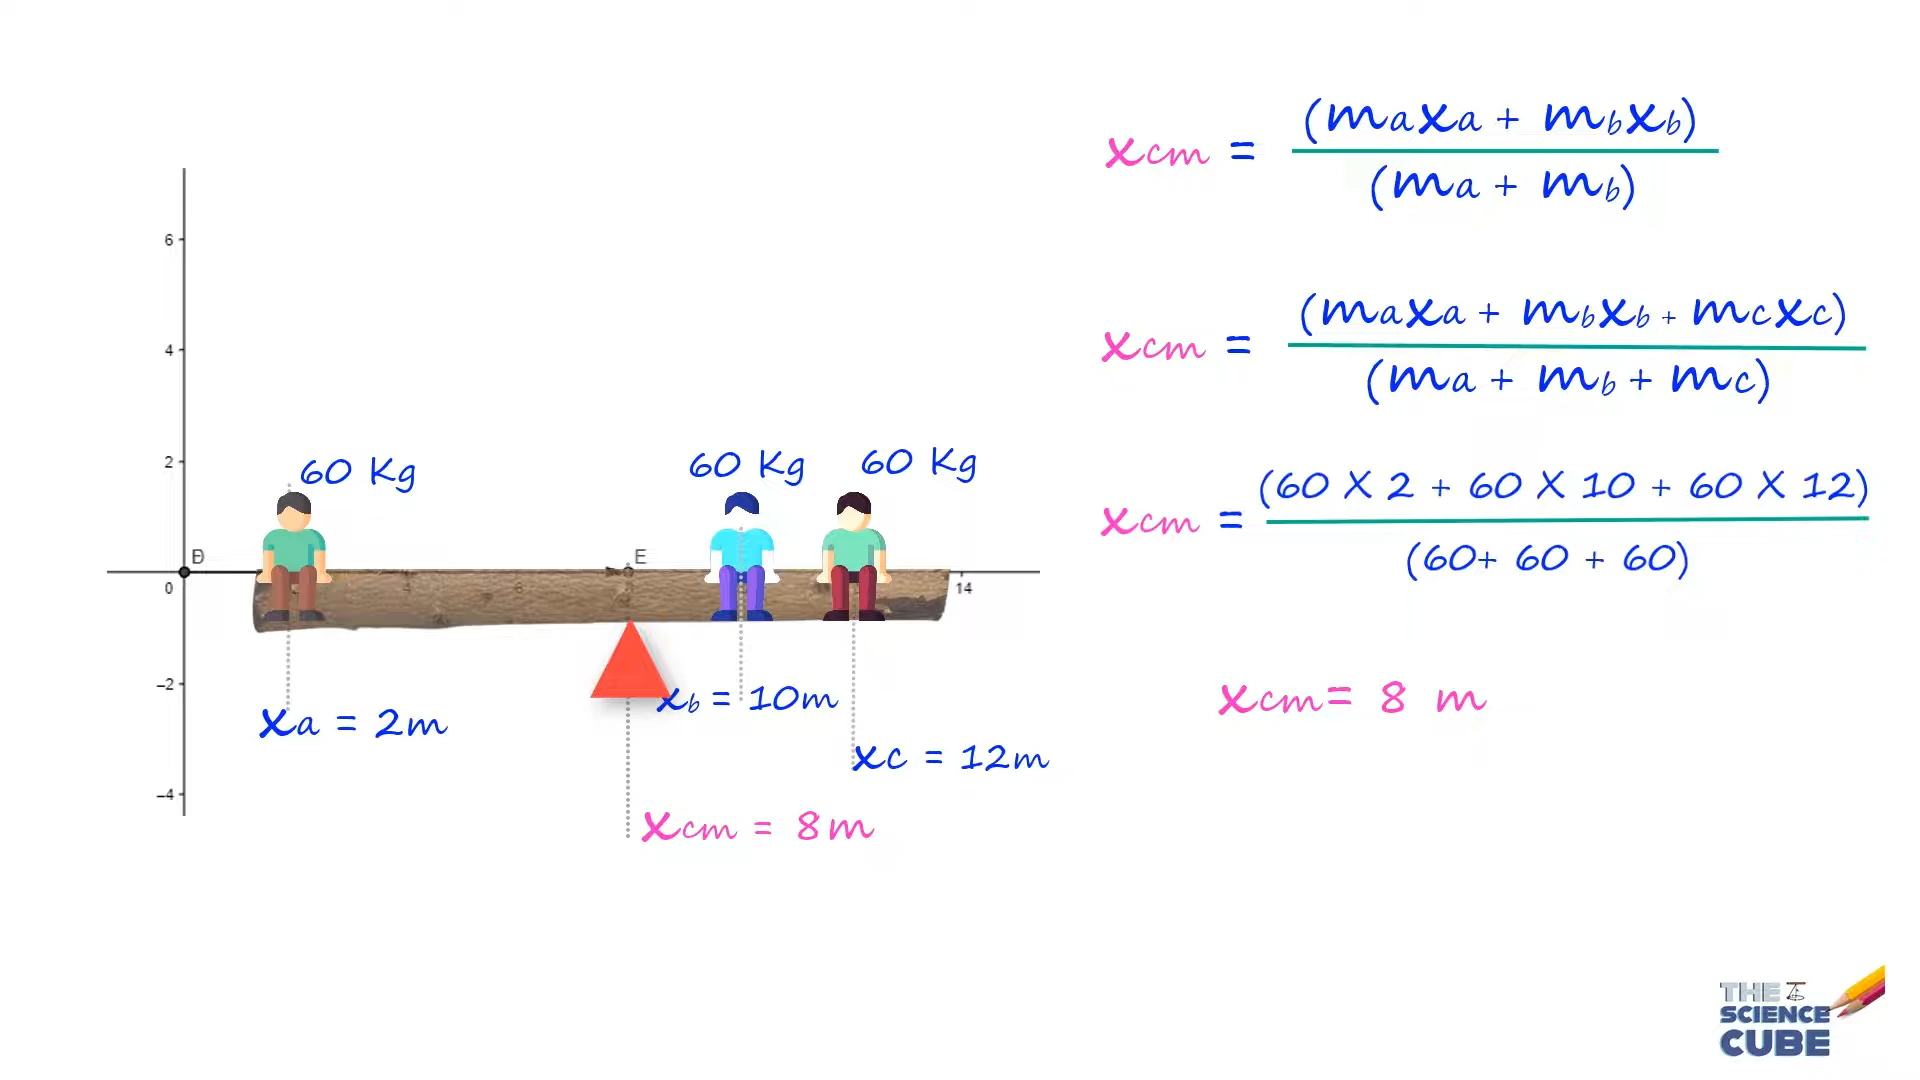 xcm = (maxa + mbxb)
(ma + mb)
xcm = (maxa + mbxb + mcxc)
(ma + mb + mc)
xcm = (60 X 2 + 60 X 10 + 60 X 12)
(60+ 60 + 60)
xcm= 8 m
6
4
2
0
-2
-4
60 Kg
60 Kg
60 Kg
E
4
6
14
xa = 2m
xb = 10m
xc = 12m
xcm = 8m
THE
SCIENCE
CUBE